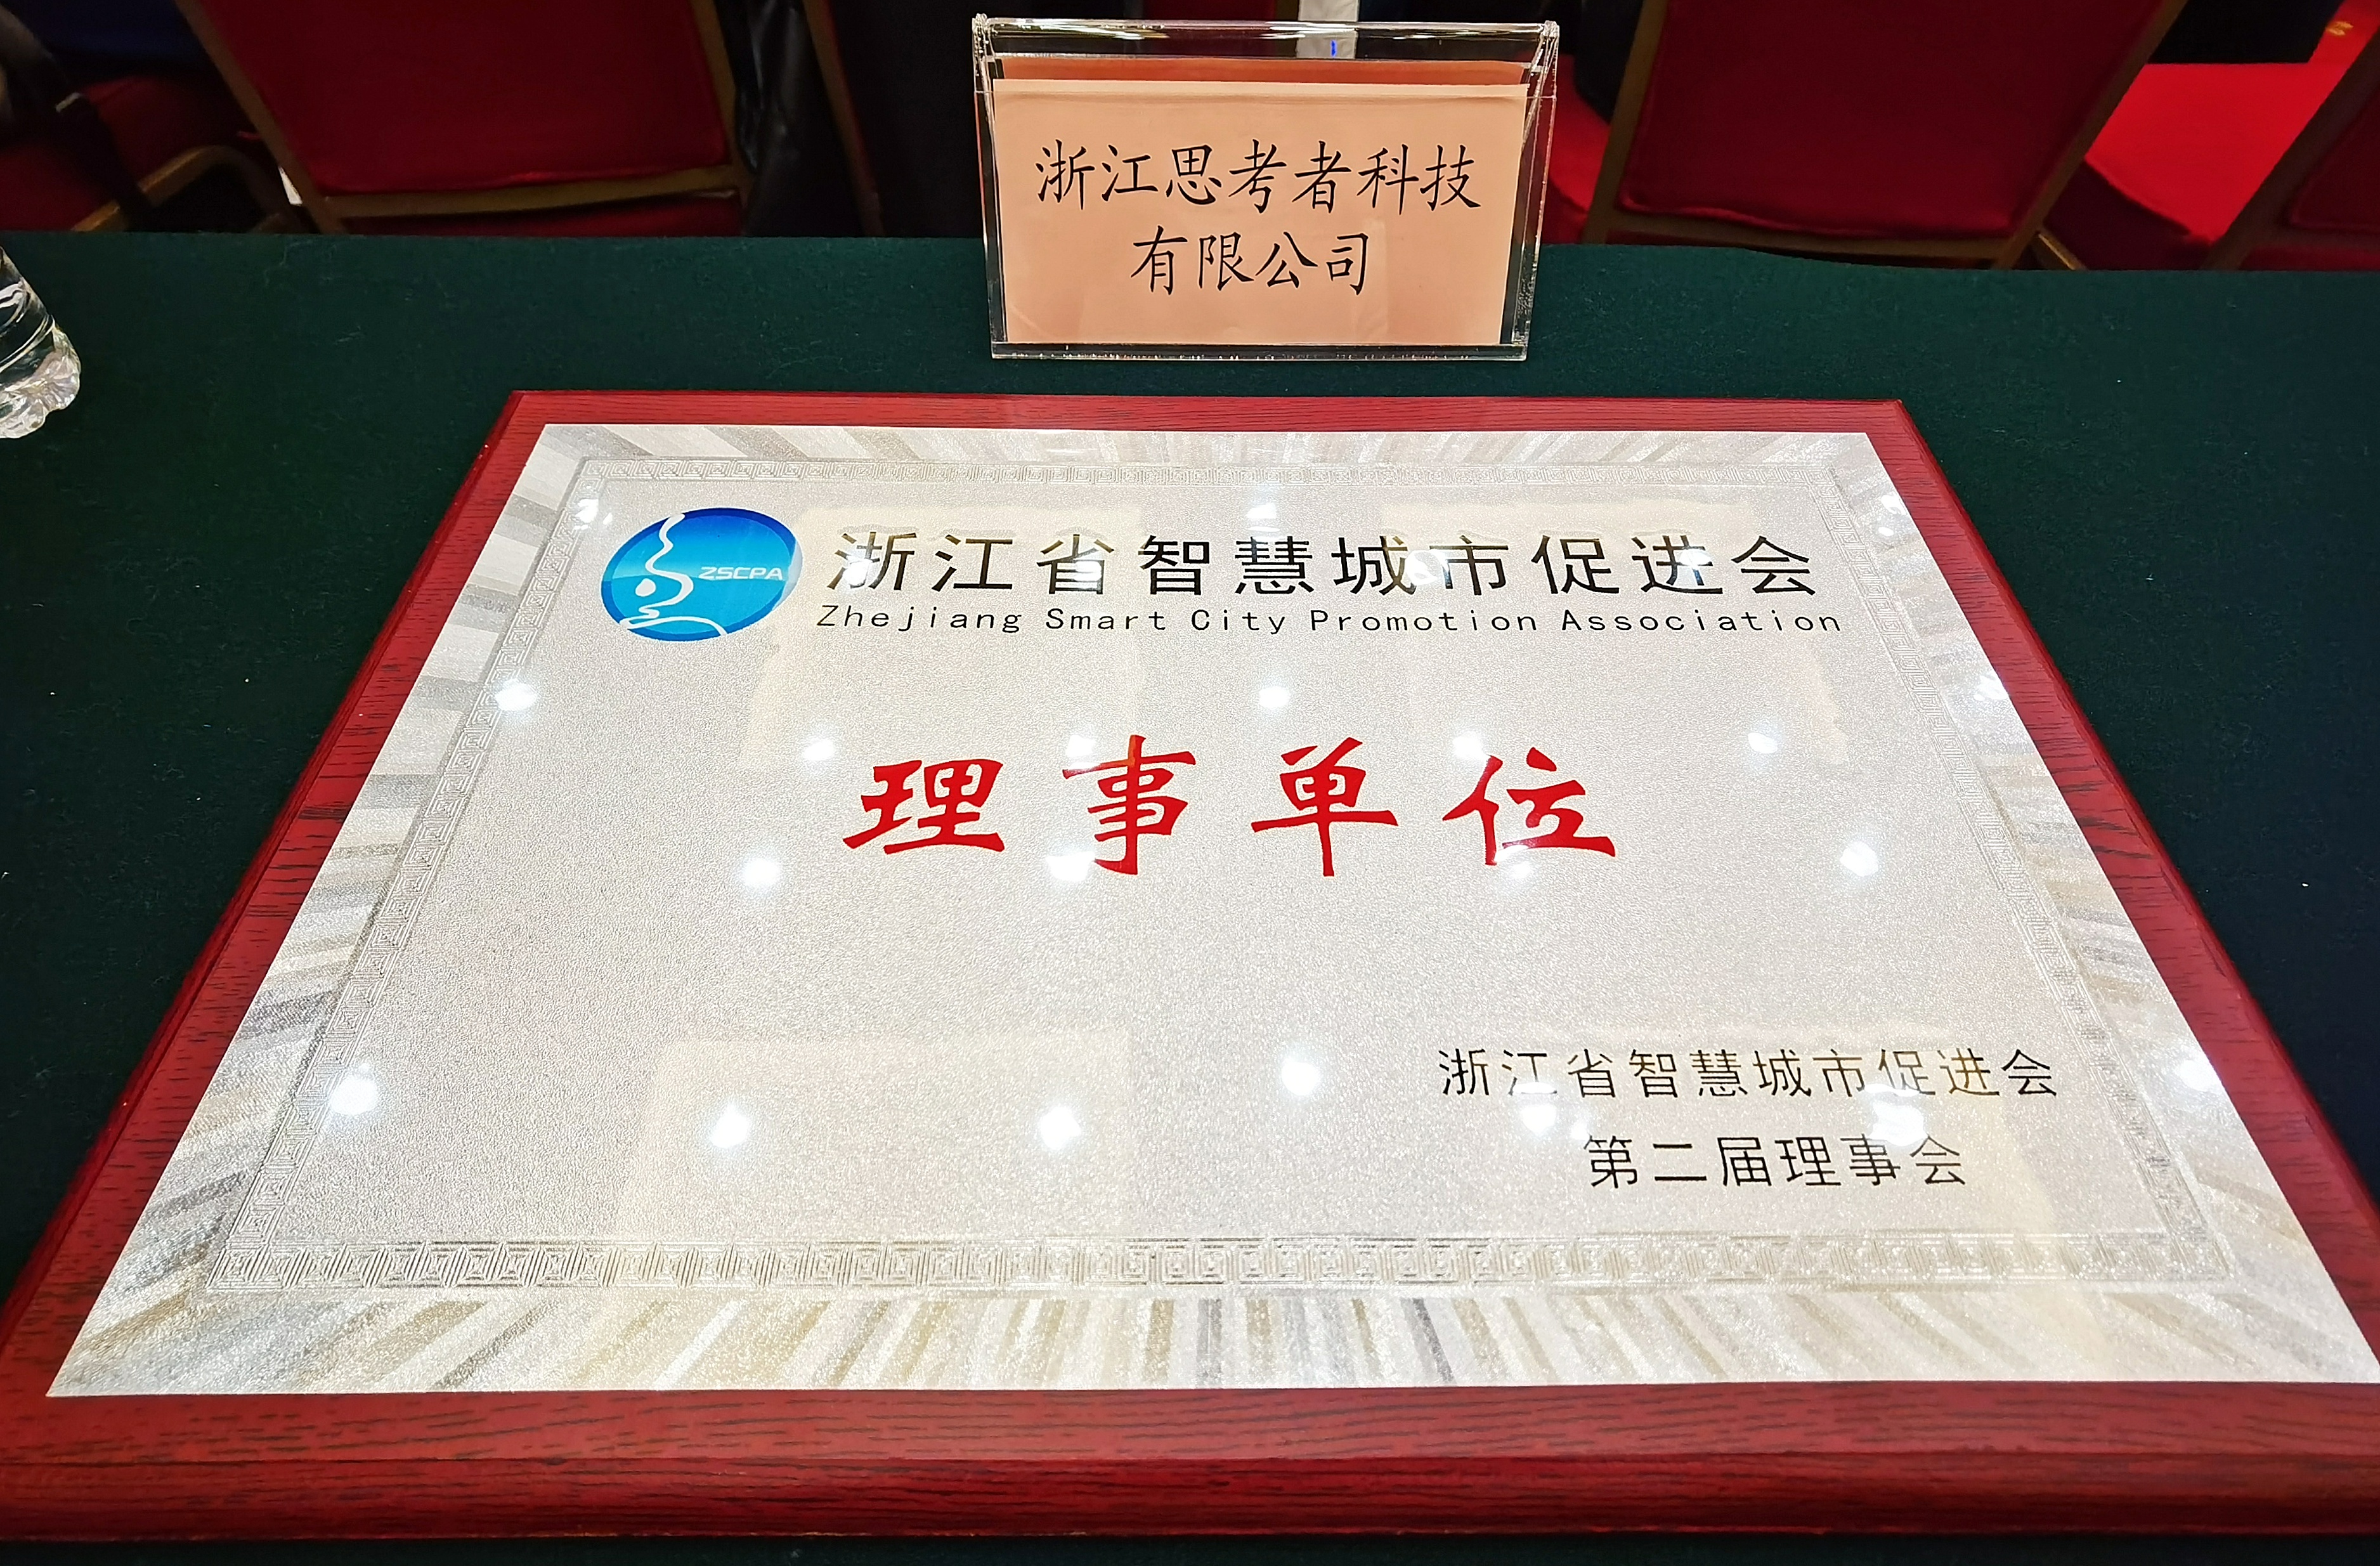 浙江思考者科技
有限公司
ZSCPA
浙江省智慧城市促进会
Zhejiang Smart City Promotion Association
理事单位
浙江省智慧城市促进会
第二届理事会